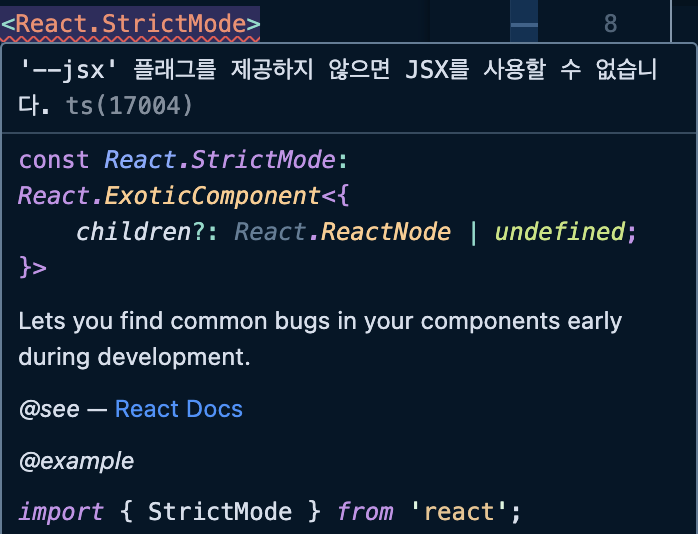 <React.StrictMode>
8
'--jsx' 플래그를 제공하지 않으면 JSX를 사용할 수 없습니
다. ts(17004)
const React.StrictMode:
React.ExoticComponent<{
    children?: React.ReactNode | undefined;
}>
Lets you find common bugs in your components early
during development.
@see — React Docs
@example
import { StrictMode } from 'react';